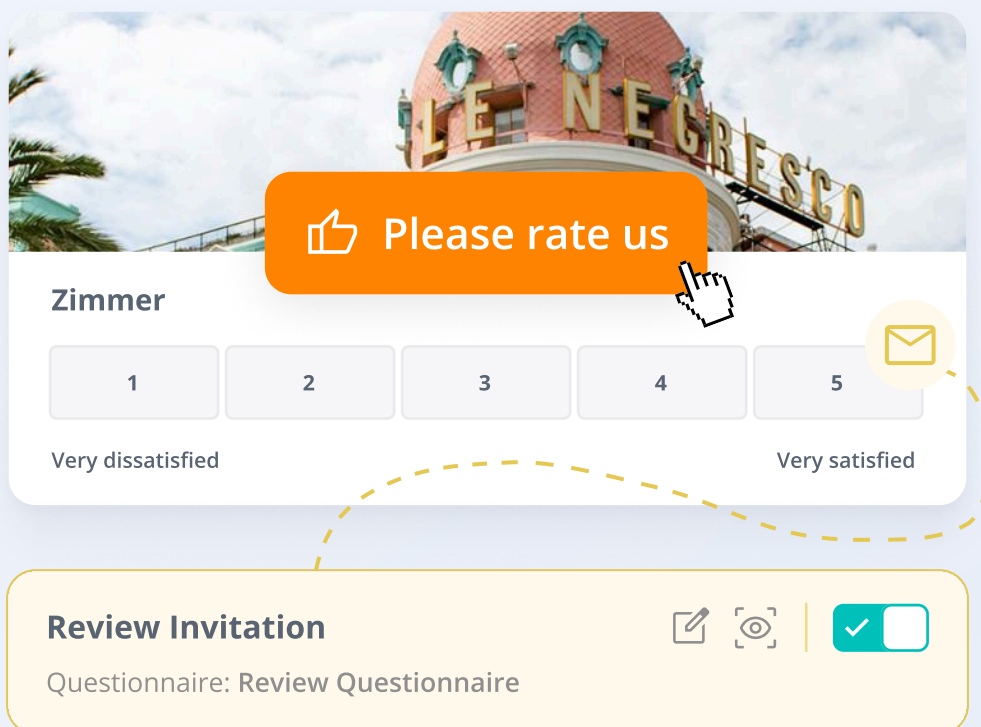 LE NEGRESCO
Please rate us
Zimmer
1 2 3 4 5
Very dissatisfied Very satisfied
Review Invitation
Questionnaire: Review Questionnaire